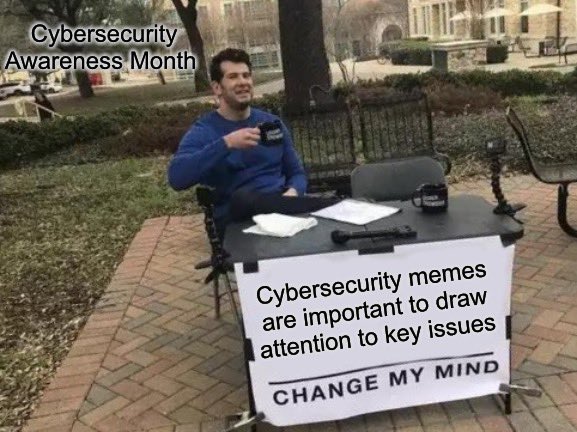 Cybersecurity
Awareness Month
Cybersecurity memes
are important to draw
attention to key issues
CHANGE MY MIND